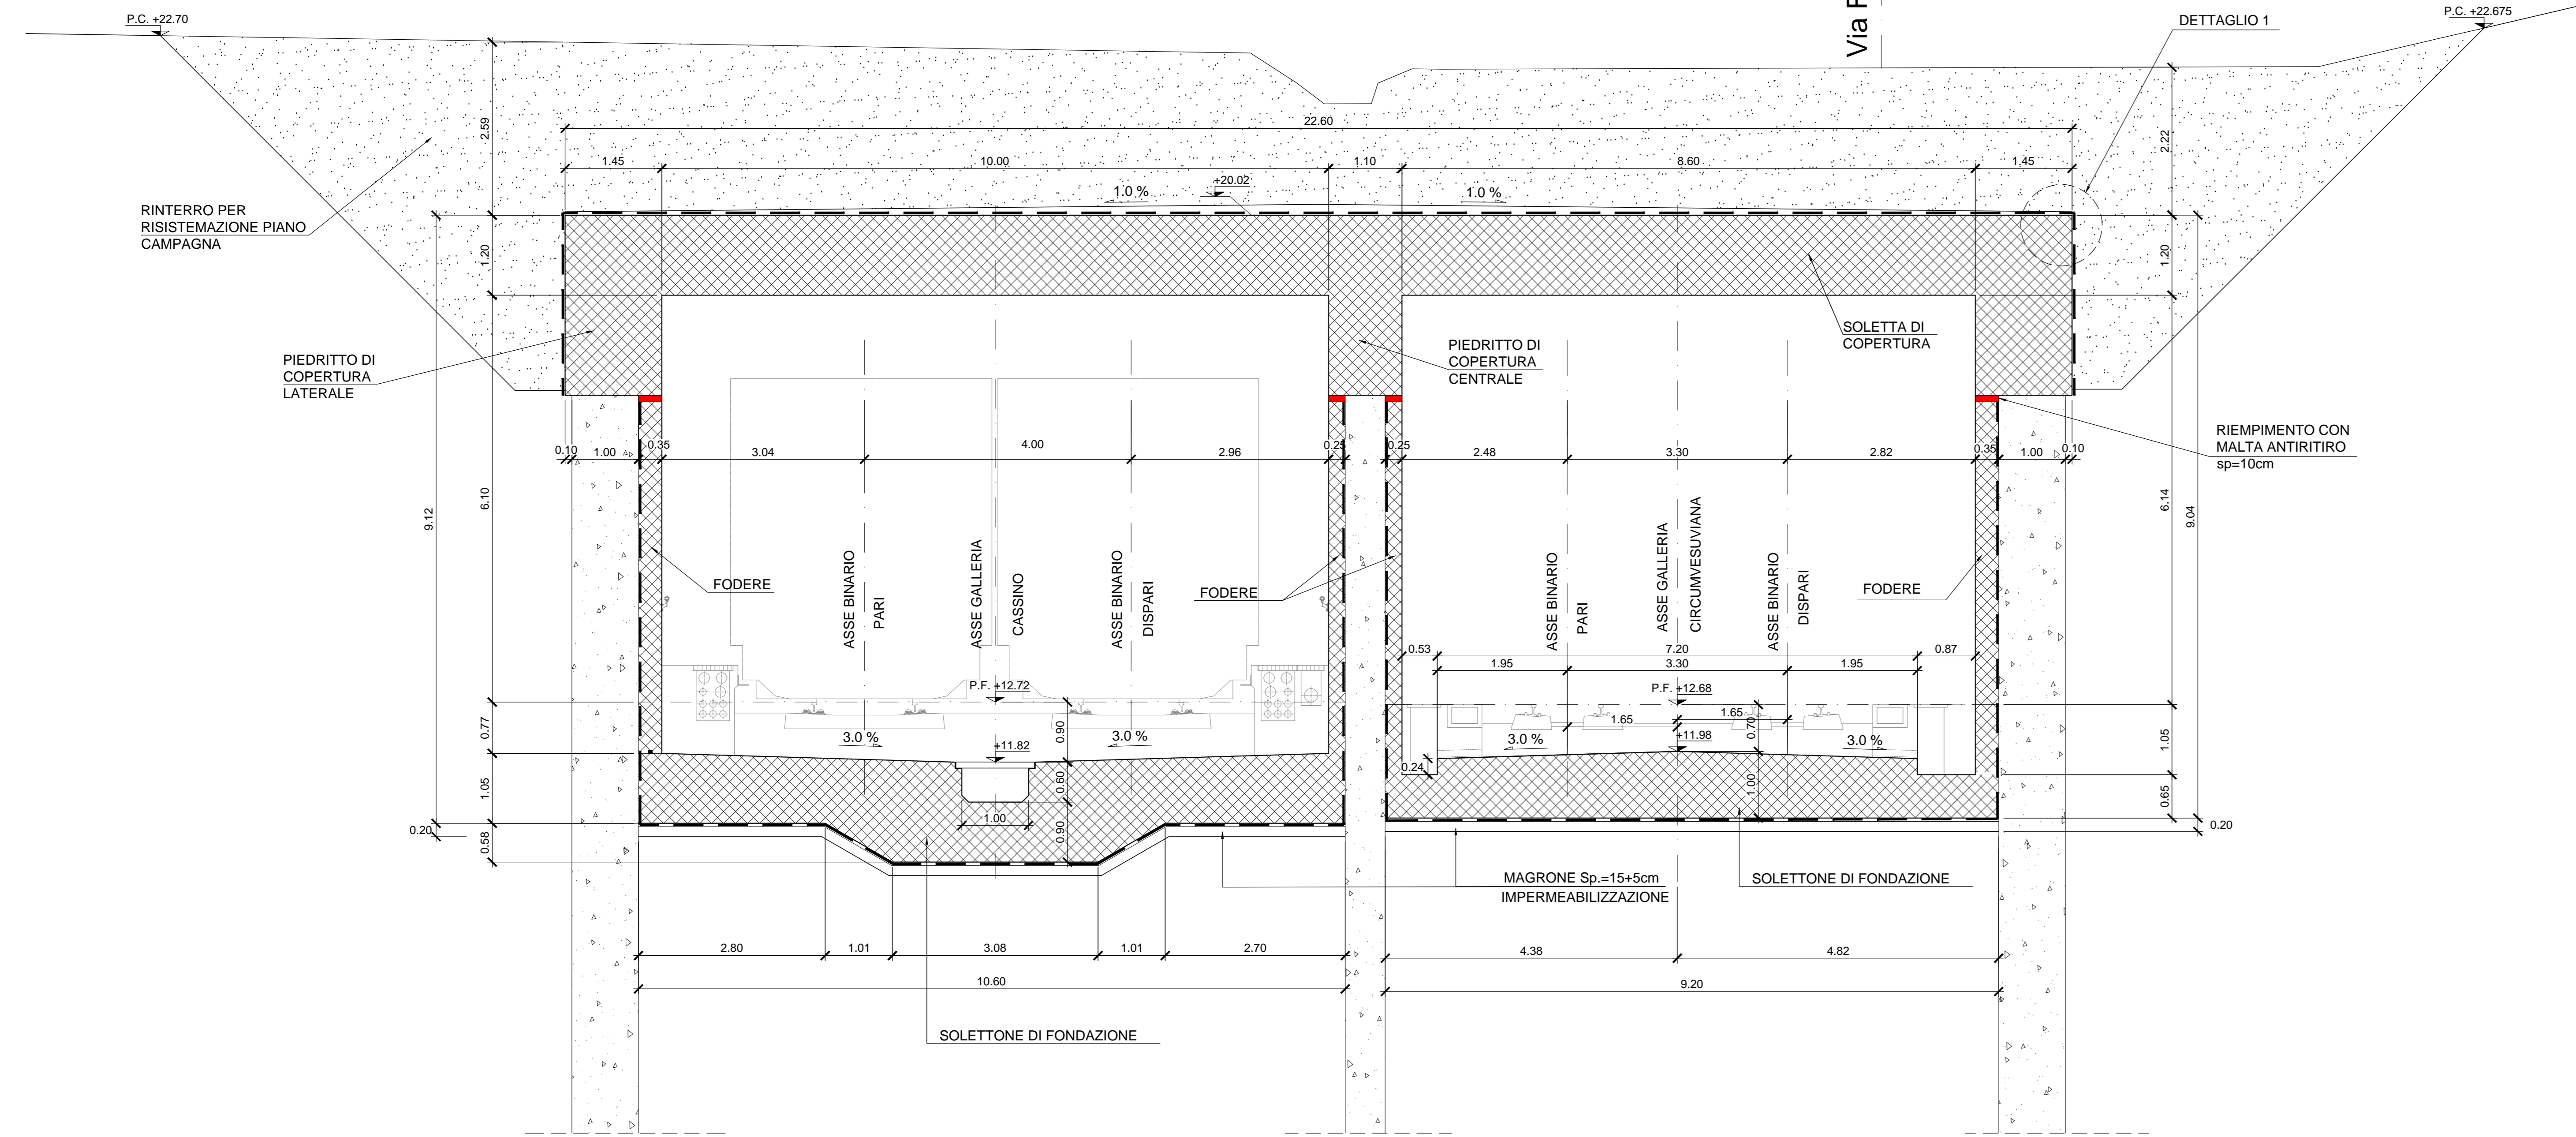 P.C. +22.70
Via
DETTAGLIO 1
P.C. +22.675
2.59
22.60
2.22
1.45
10.00
1.10
8.60
1.45
1.0 %
+20.02
1.0 %
RINTERRO PER
RISISTEMAZIONE PIANO
CAMPAGNA
1.20
1.20
SOLETTA DI
COPERTURA
PIEDRITTO DI
COPERTURA
LATERALE
PIEDRITTO DI
COPERTURA
CENTRALE
RIEMPIMENTO CON
MALTA ANTIRITIRO
sp=10cm
0.10
1.00
0.35
3.04
4.00
2.96
0.25
0.25
2.48
3.30
2.82
0.35
1.00
0.10
9.12
6.10
6.14
9.04
FODERE
ASSE BINARIO
PARI
ASSE GALLERIA
CASSINO
ASSE BINARIO
DISPARI
FODERE
ASSE BINARIO
PARI
ASSE GALLERIA
CIRCUMVESUVIANA
ASSE BINARIO
DISPARI
FODERE
0.53
7.20
0.87
1.95
3.30
1.95
P.F. +12.72
P.F. +12.68
1.65
1.65
0.70
0.77
3.0 %
+11.82
3.0 %
0.90
3.0 %
+11.98
3.0 %
1.05
0.24
1.00
1.05
0.60
1.00
0.90
0.65
0.20
0.58
0.20
MAGRONE Sp.=15+5cm
IMPERMEABILIZZAZIONE
SOLETTONE DI FONDAZIONE
2.80
1.01
3.08
1.01
2.70
4.38
4.82
10.60
9.20
SOLETTONE DI FONDAZIONE